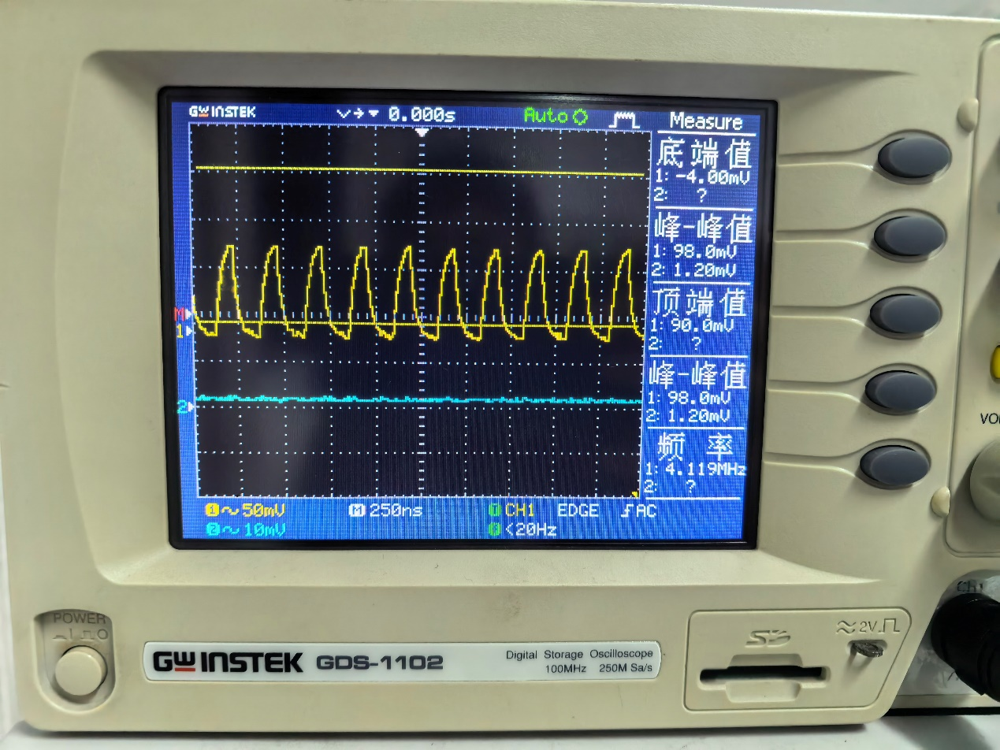 GW INSTEK
0.000s
Auto
Measure
底端值
1: -4.00mV
2: ?
峰-峰值
1: 98.0mV
2: 1.20mV
顶端值
1: 90.0mV
2: ?
峰-峰值
1: 98.0mV
2: 1.20mV
频 率
1: 4.119MHz
2: ?
M
1
2
1 50mV
M 250ns
CH1 EDGE AC
2 10mV
<20Hz
POWER
GW INSTEK GDS-1102
Digital Storage Oscilloscope
100MHz 250M Sa/s
SD
2V
Ch1